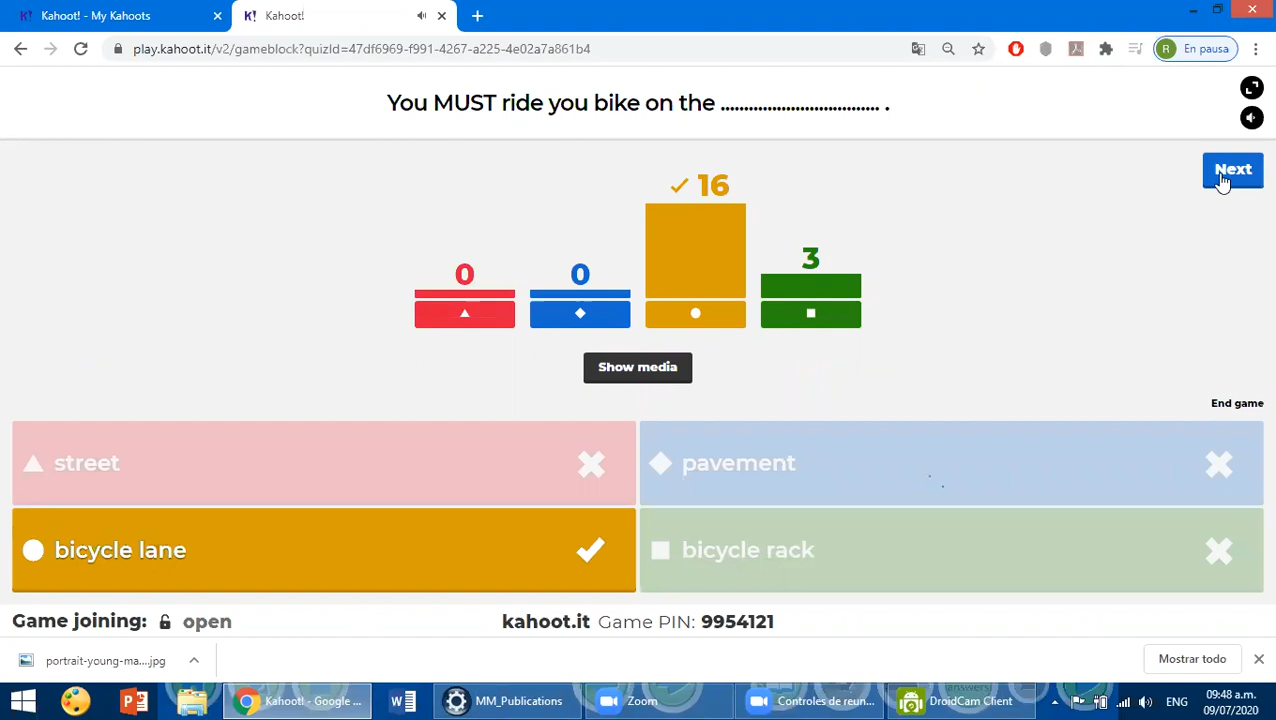 K! Kahoot! - My Kahoots
K! Kahoot!
play.kahoot.it/v2/gameblock?quizId=47df6969-f991-4267-a225-4e02a7a861b4
R En pausa
You MUST ride you bike on the ................................ .
Next
16
3
0
0
Show media
End game
street
pavement
bicycle lane
bicycle rack
Game joining: open
kahoot.it Game PIN: 9954121
portrait-young-ma....jpg
Mostrar todo
Kahoot! - Google ...
MM_Publications
Zoom
Controles de reun...
DroidCam Client
ENG
09:48 a.m.
09/07/2020